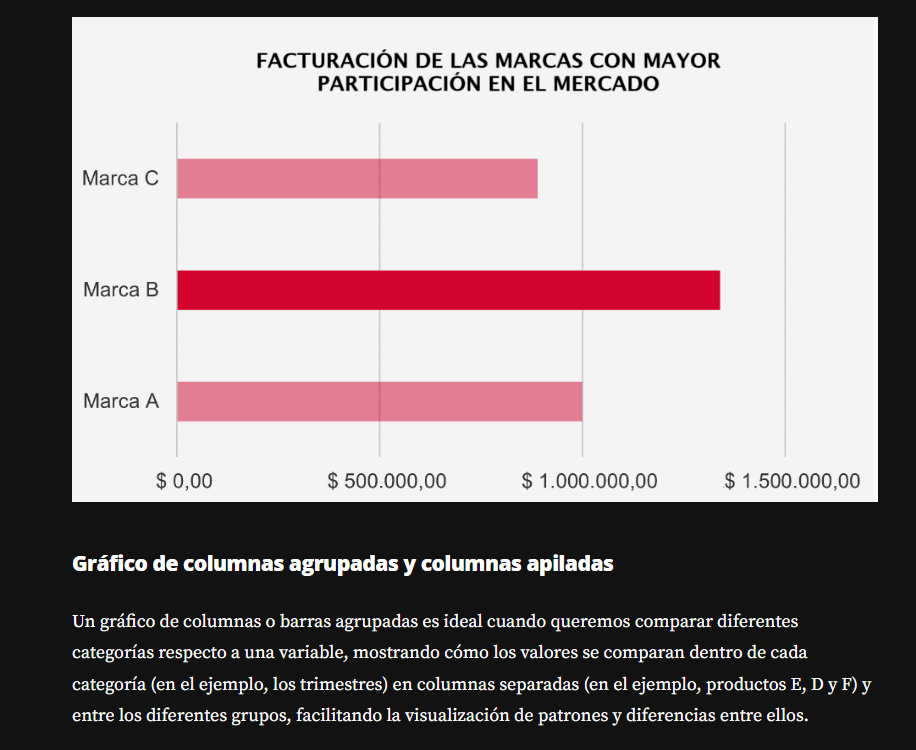 FACTURACIÓN DE LAS MARCAS CON MAYOR
PARTICIPACIÓN EN EL MERCADO
Marca C
Marca B
Marca A
$ 0,00 $ 500.000,00 $ 1.000.000,00 $ 1.500.000,00
Gráfico de columnas agrupadas y columnas apiladas
Un gráfico de columnas o barras agrupadas es ideal cuando queremos comparar diferentes
categorías respecto a una variable, mostrando cómo los valores se comparan dentro de cada
categoría (en el ejemplo, los trimestres) en columnas separadas (en el ejemplo, productos E, D y F) y
entre los diferentes grupos, facilitando la visualización de patrones y diferencias entre ellos.